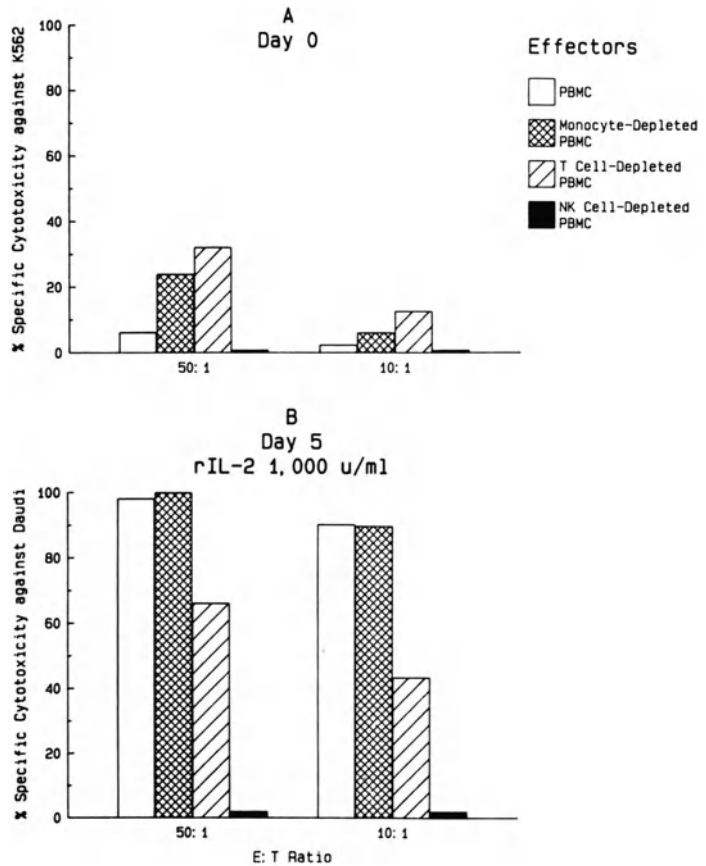 A
Day 0
% Specific Cytotoxicity against K562
100
80
60
40
20
0
50: 1
10: 1
Effectors
PBMC
Monocyte-Depleted
PBMC
T Cell-Depleted
PBMC
NK Cell-Depleted
PBMC
B
Day 5
rIL-2 1,000 u/ml
% Specific Cytotoxicity against Daudi
100
80
60
40
20
0
50: 1
10: 1
E: T Ratio